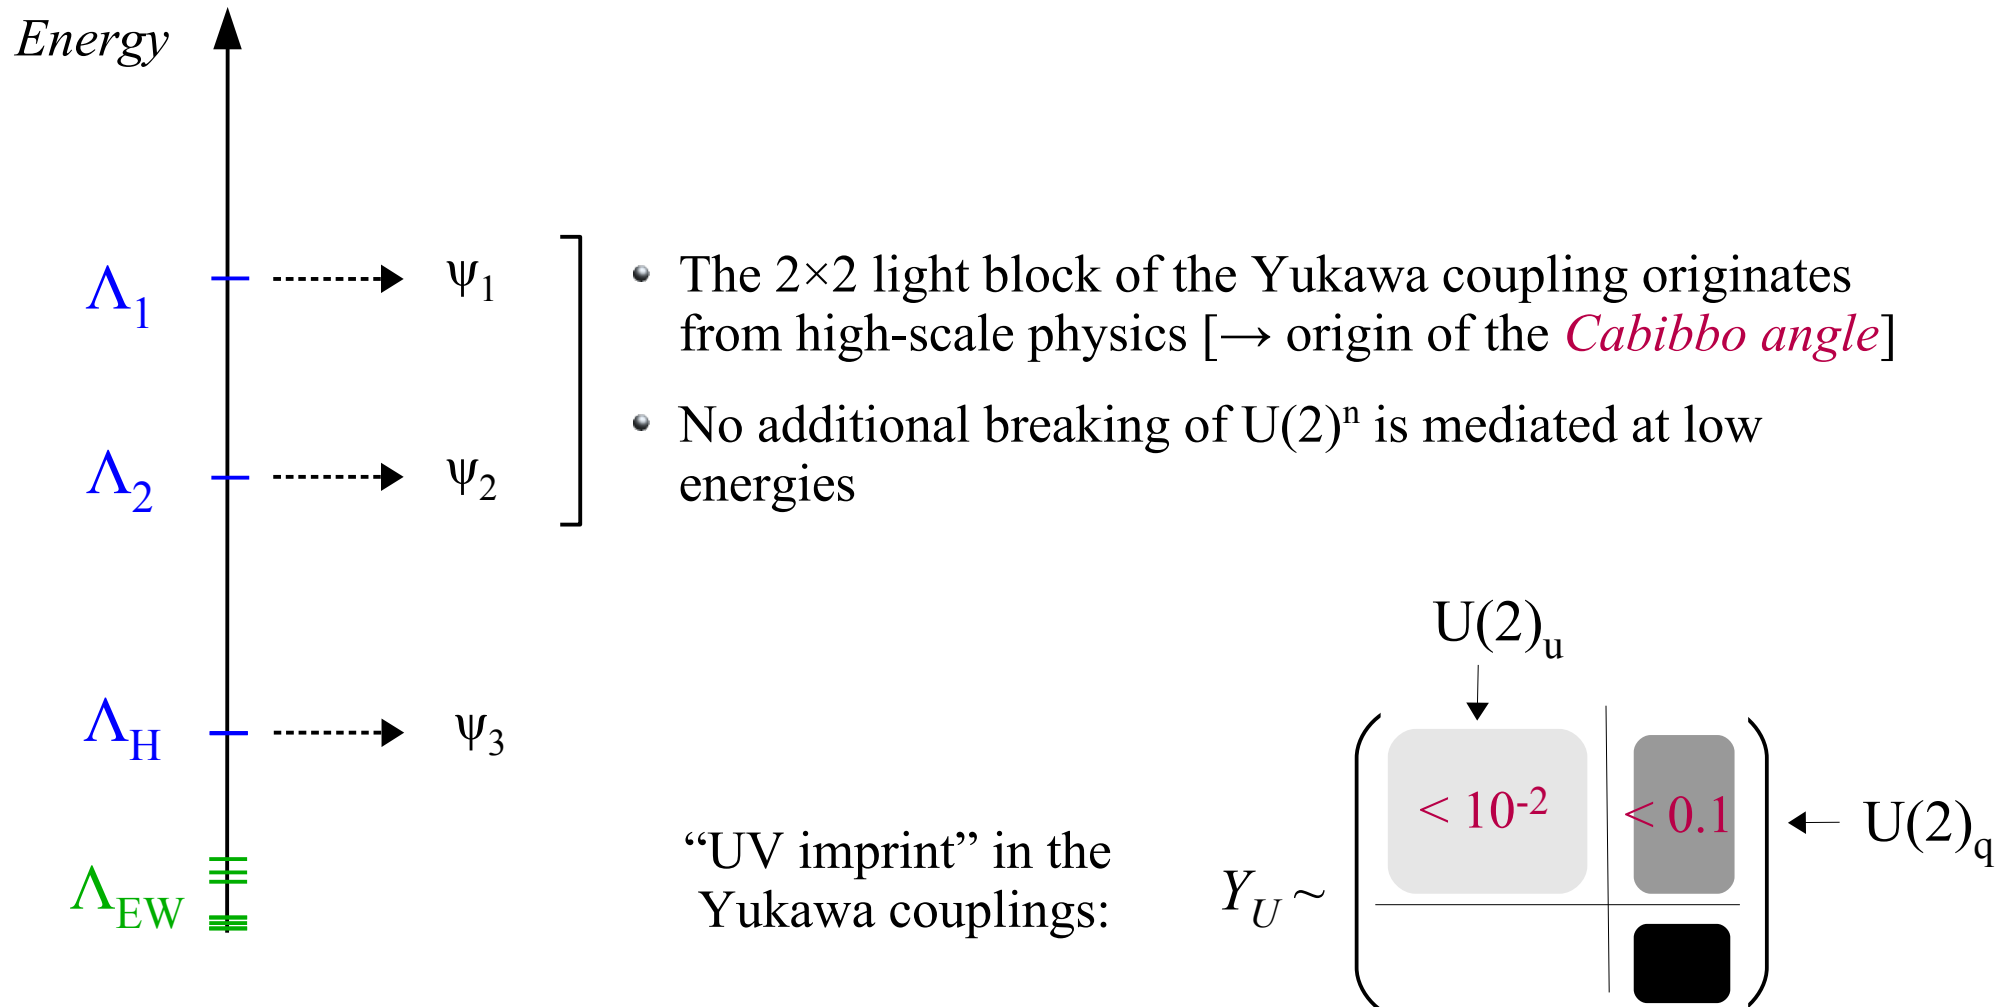 Energy
Λ1
ψ1
• The 2×2 light block of the Yukawa coupling originates
from high-scale physics [→ origin of the Cabibbo angle]
Λ2
ψ2
• No additional breaking of U(2)ⁿ is mediated at low
energies
ΛH
ψ3
ΛEW
“UV imprint” in the
Yukawa couplings:
U(2)u
YU ~
< 10⁻²
< 0.1
U(2)q